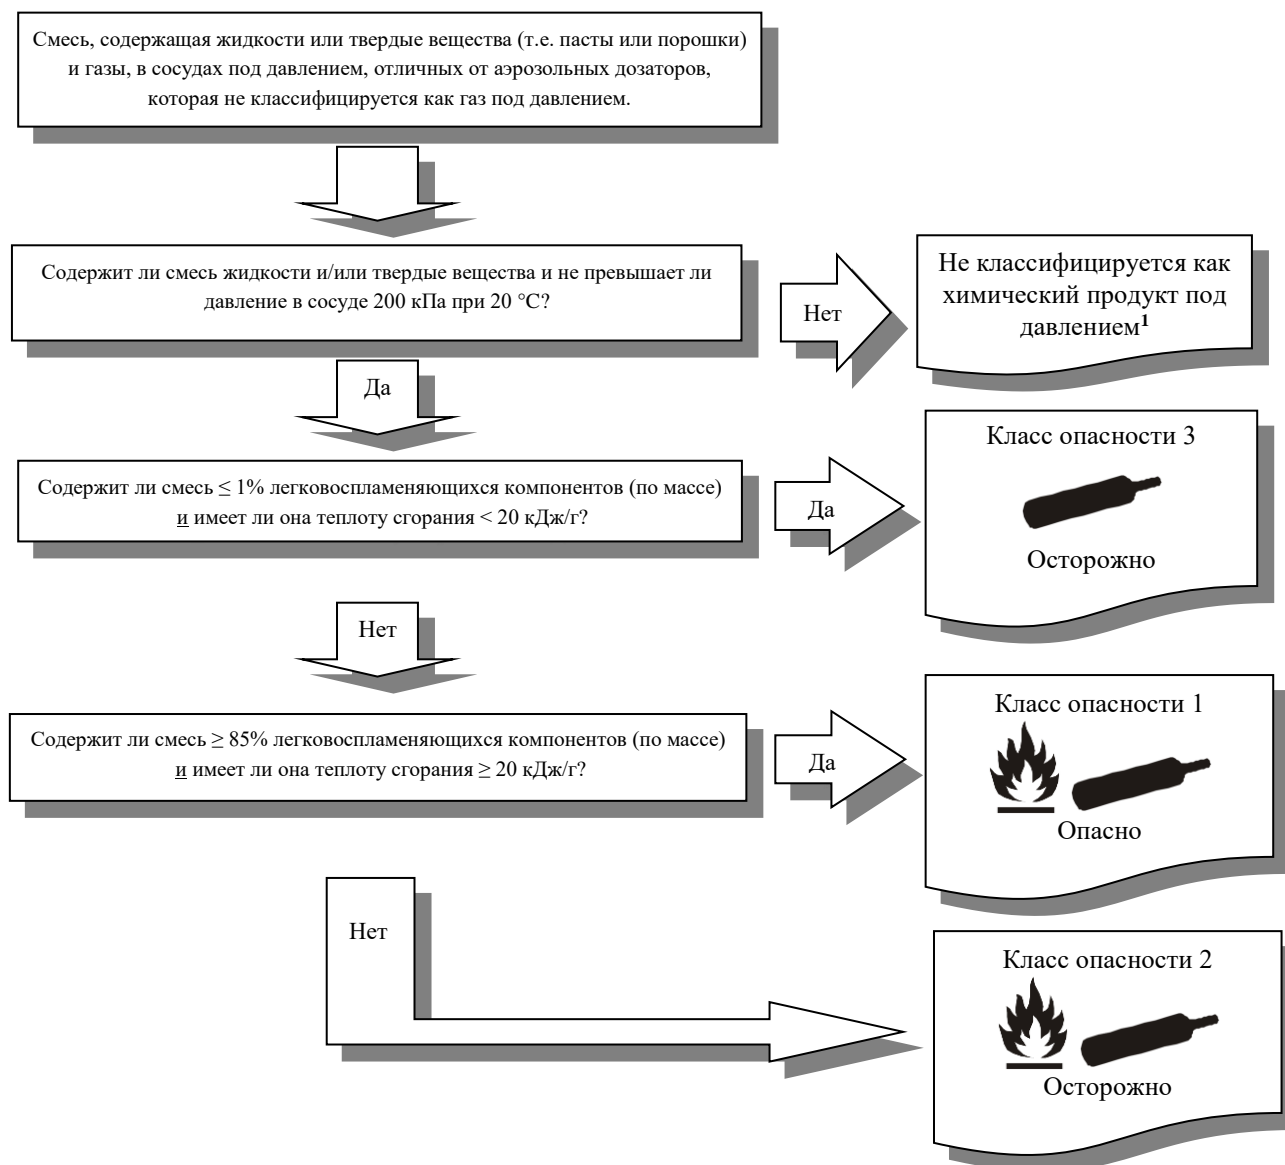 Смесь, содержащая жидкости или твердые вещества (т.е. пасты или порошки)
и газы, в сосудах под давлением, отличных от аэрозольных дозаторов,
которая не классифицируется как газ под давлением.
Содержит ли смесь жидкости и/или твердые вещества и не превышает ли
давление в сосуде 200 кПа при 20 °C?
Нет
Не классифицируется как
химический продукт под
давлением¹
Да
Содержит ли смесь ≤ 1% легковоспламеняющихся компонентов (по массе)
и имеет ли она теплоту сгорания < 20 кДж/г?
Да
Класс опасности 3
Осторожно
Нет
Содержит ли смесь ≥ 85% легковоспламеняющихся компонентов (по массе)
и имеет ли она теплоту сгорания ≥ 20 кДж/г?
Да
Класс опасности 1
Опасно
Нет
Класс опасности 2
Осторожно